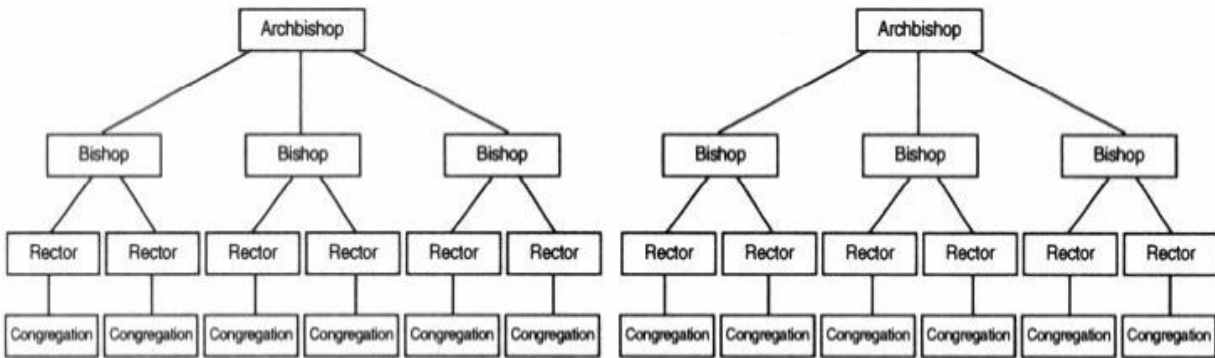 Archbishop Archbishop
Bishop Bishop Bishop Bishop Bishop Bishop
Rector Rector Rector Rector Rector Rector Rector Rector Rector Rector Rector Rector
Congregation Congregation Congregation Congregation Congregation Congregation Congregation Congregation Congregation Congregation Congregation Congregation